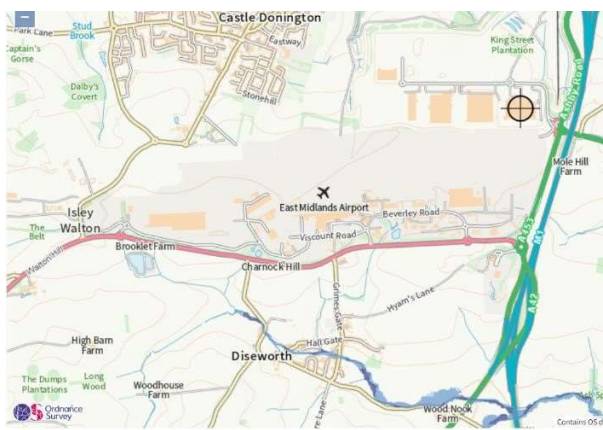 Park Lane
Castle Donington
Stud
Brook
Eastway
King Street
Plantation
Captain's
Gorse
Dalby's
Covert
Stonehill
Ashby Road
Mole Hill
Farm
East Midlands Airport
Isley
Walton
The
Belt
Beverley Road
Viscount Road
Brooklet Farm
Walton Hill
Charnock Hill
A453
M1
Grimes Gate
Hyam's Lane
A42
High Barn
Farm
Hall Gate
Diseworth
The Dumps
Plantations
Long
Wood
Woodhouse
Farm
Wood Nook
Farm
Ordnance
Survey